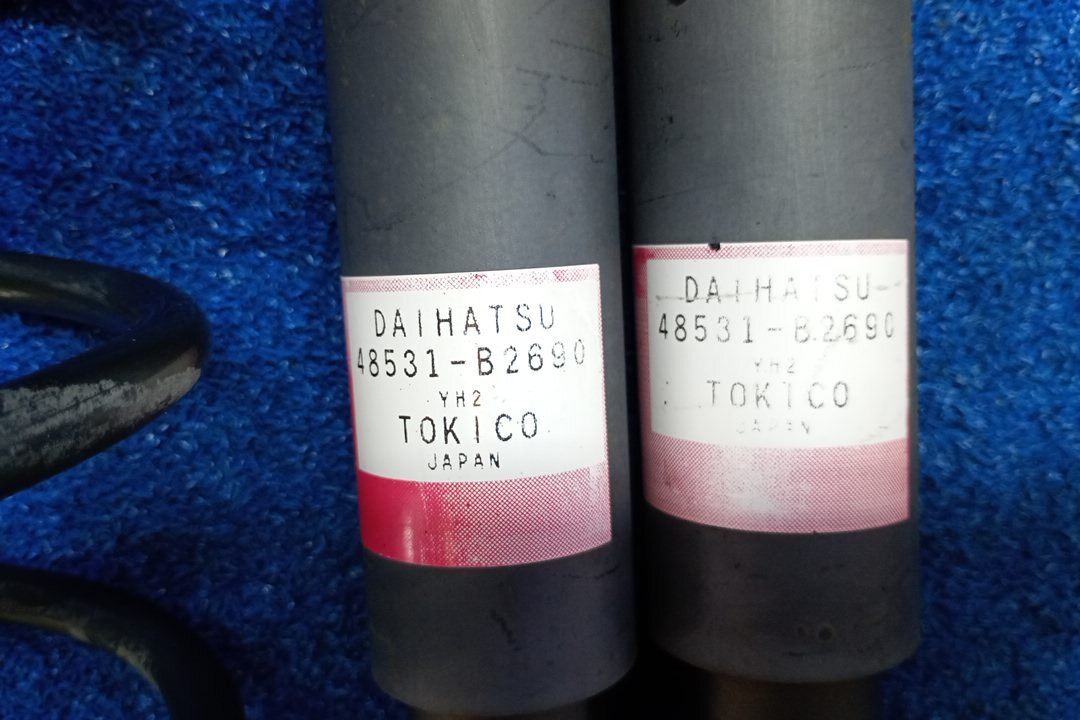 DAIHATSU
48531-B2690
YH2
TOKICO
JAPAN
DAIHATSU
48531-B2690
YH2
TOKICO
JAPAN